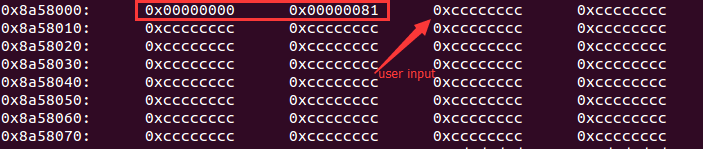 0x8a58000: 0x00000000 0x00000081 0xcccccccc 0xcccccccc
0x8a58010: 0xcccccccc 0xcccccccc 0xcccccccc 0xcccccccc
0x8a58020: 0xcccccccc 0xcccccccc 0xcccccccc 0xcccccccc
0x8a58030: 0xcccccccc 0xcccccccc 0xcccccccc 0xcccccccc
user input
0x8a58040: 0xcccccccc 0xcccccccc 0xcccccccc 0xcccccccc
0x8a58050: 0xcccccccc 0xcccccccc 0xcccccccc 0xcccccccc
0x8a58060: 0xcccccccc 0xcccccccc 0xcccccccc 0xcccccccc
0x8a58070: 0xcccccccc 0xcccccccc 0xcccccccc 0xcccccccc